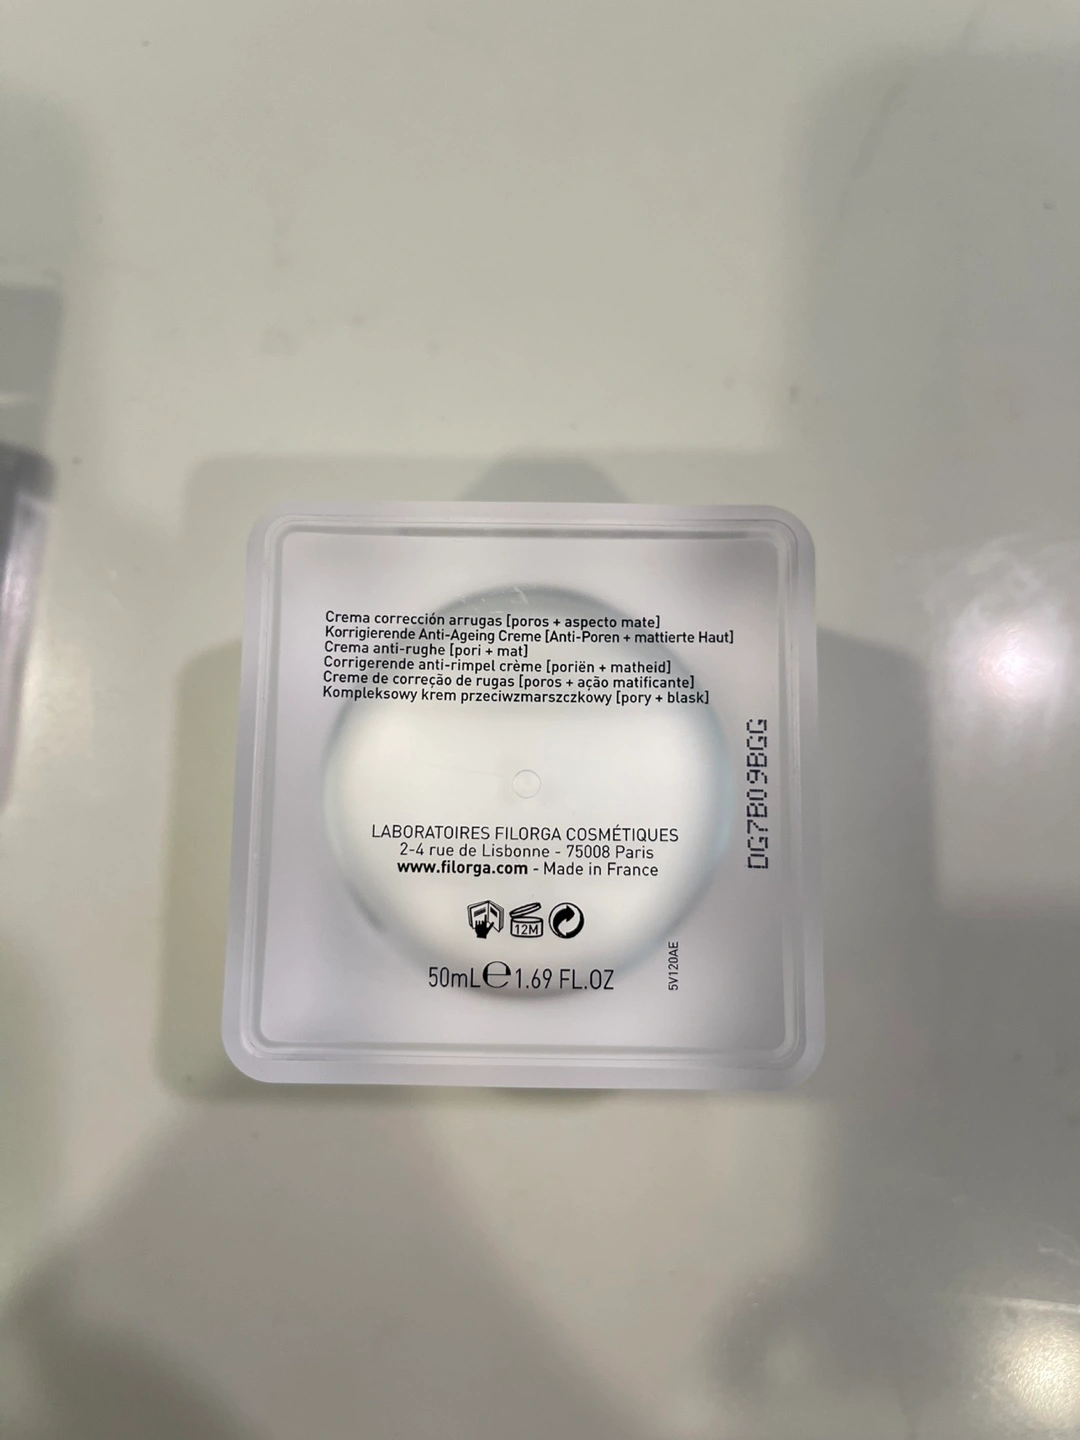 Crema corrección arrugas [poros + aspecto mate]
Korrigierende Anti-Ageing Creme [Anti-Poren + mattierte Haut]
Crema anti-rughe [pori + mat]
Corrigerende anti-rimpel crème [poriën + matheid]
Creme de correção de rugas [poros + ação matificante]
Kompleksowy krem przeciwzmarszczkowy [pory + blask]
LABORATOIRES FILORGA COSMÉTIQUES
2-4 rue de Lisbonne - 75008 Paris
www.filorga.com - Made in France
12M
50mL e 1.69 FL.OZ
5V120AE
DG7B09BGG